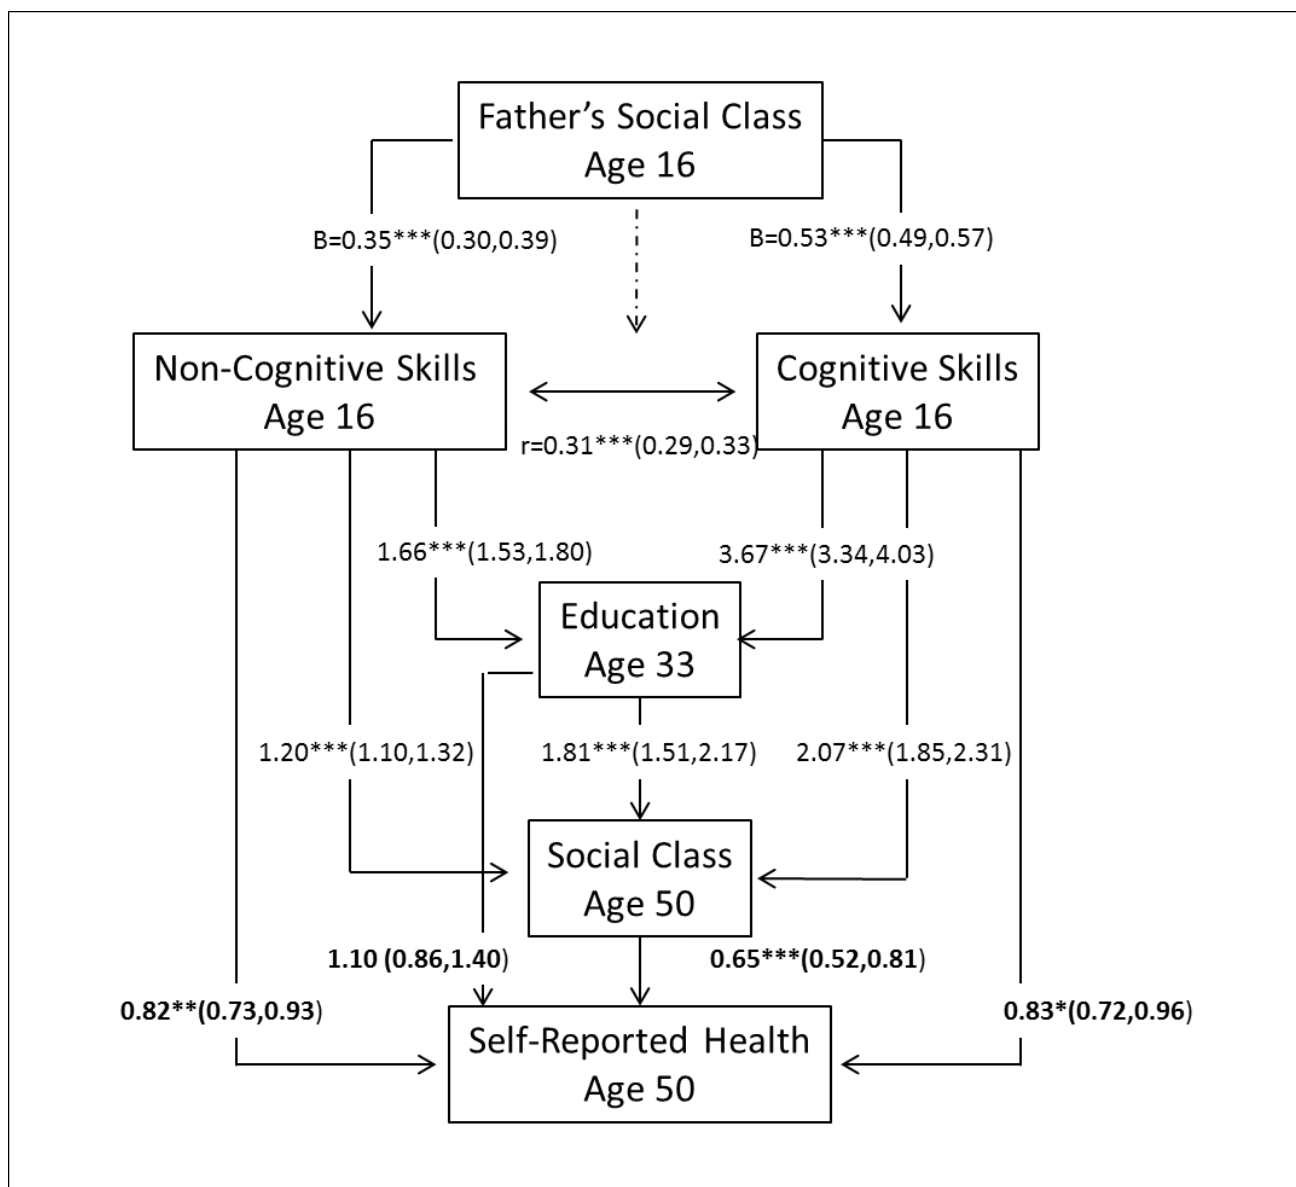 Father’s Social Class
Age 16
B=0.35***(0.30,0.39)
B=0.53***(0.49,0.57)
Non-Cognitive Skills
Age 16
Cognitive Skills
Age 16
r=0.31***(0.29,0.33)
1.66***(1.53,1.80)
3.67***(3.34,4.03)
Education
Age 33
1.20***(1.10,1.32)
1.81***(1.51,2.17)
2.07***(1.85,2.31)
Social Class
Age 50
1.10 (0.86,1.40)
0.65***(0.52,0.81)
0.82**(0.73,0.93)
0.83*(0.72,0.96)
Self-Reported Health
Age 50